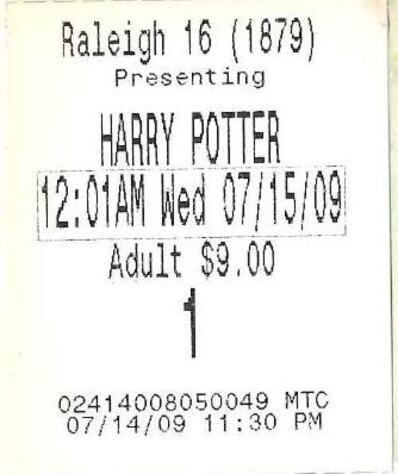 Raleigh 16 (1879)
Presenting
HARRY POTTER
12:01AM Wed 07/15/09
Adult $9.00
1
02414008050049 MTC
07/14/09 11:30 PM